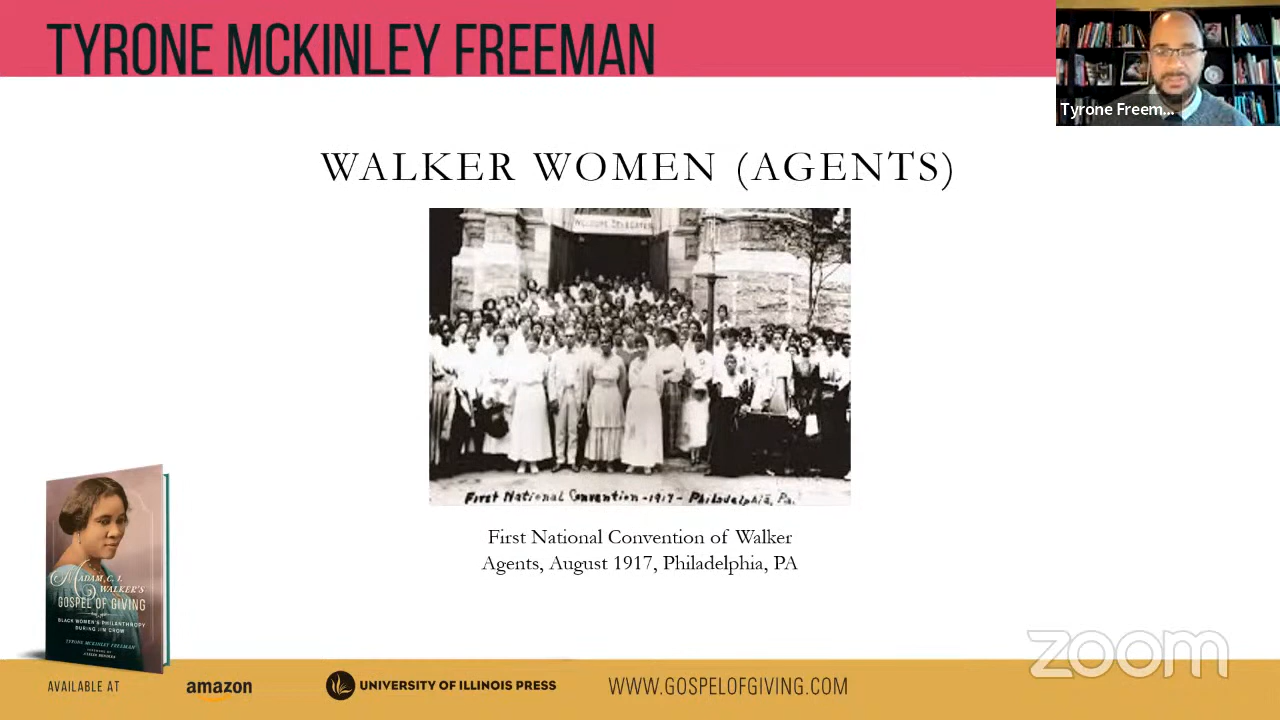 TYRONE MCKINLEY FREEMAN
Tyrone Freem...
WALKER WOMEN (AGENTS)
WELCOME DELEGATES
First National Convention - 1917 - Philadelphia, Pa.
First National Convention of Walker
Agents, August 1917, Philadelphia, PA
MADAM C. J.
WALKER'S
GOSPEL OF GIVING
BLACK WOMEN'S PHILANTHROPY
DURING JIM CROW
TYRONE MCKINLEY FREEMAN
zoom
AVAILABLE AT
amazon
UNIVERSITY OF ILLINOIS PRESS
WWW.GOSPELOFGIVING.COM